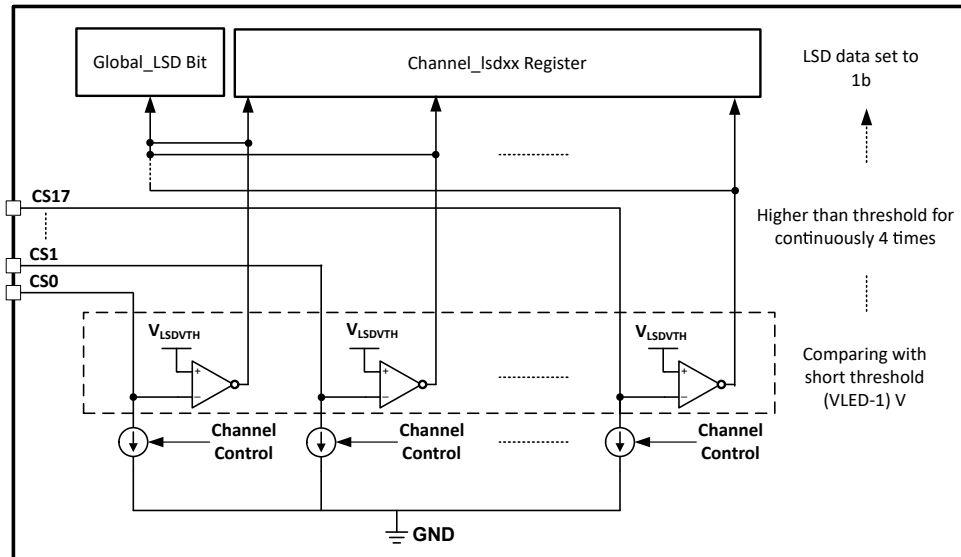 Global_LSD Bit
Channel_lsdxx Register
LSD data set to
1b
CS17
Higher than threshold for
continuously 4 times
CS1
CS0
VLSDVTH
VLSDVTH
VLSDVTH
+
−
+
−
+
−
Comparing with
short threshold
(VLED-1) V
Channel
Control
Channel
Control
Channel
Control
GND